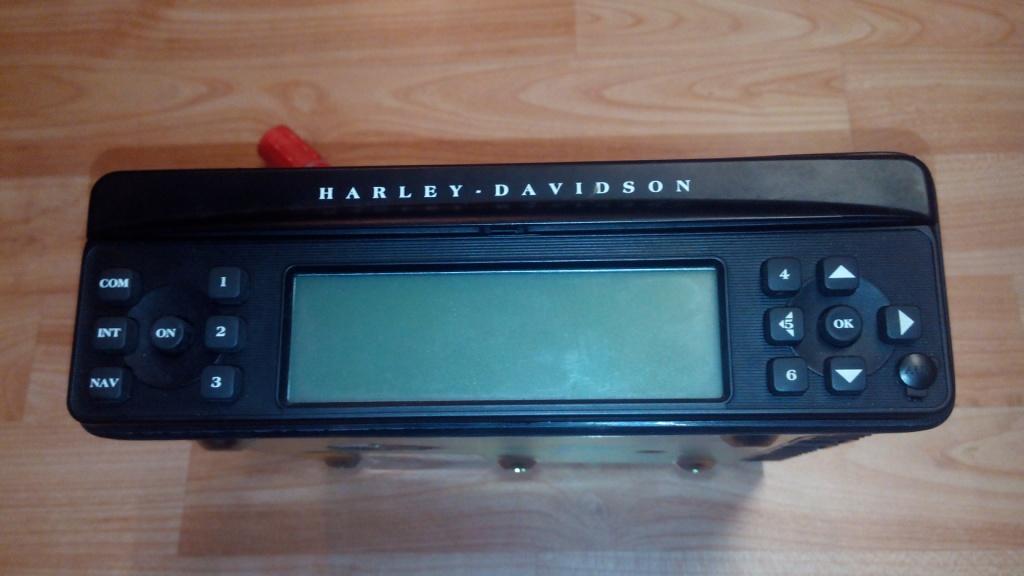 HARLEY-DAVIDSON
COM 1 4
INT ON 2 5 OK
NAV 3 6